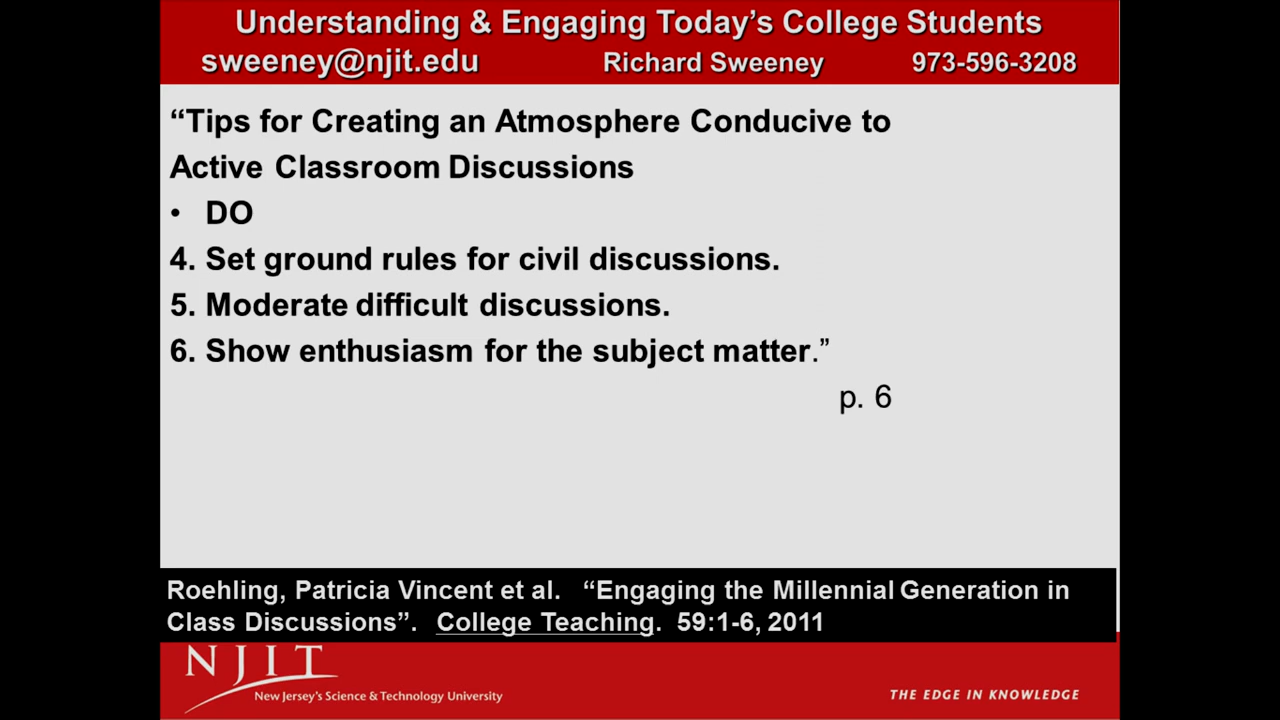 Understanding & Engaging Today’s College Students
sweeney@njit.edu Richard Sweeney 973-596-3208
“Tips for Creating an Atmosphere Conducive to
Active Classroom Discussions
• DO
4. Set ground rules for civil discussions.
5. Moderate difficult discussions.
6. Show enthusiasm for the subject matter.”
p. 6
Roehling, Patricia Vincent et al. “Engaging the Millennial Generation in
Class Discussions”. College Teaching. 59:1-6, 2011
NJIT
New Jersey’s Science & Technology University
THE EDGE IN KNOWLEDGE